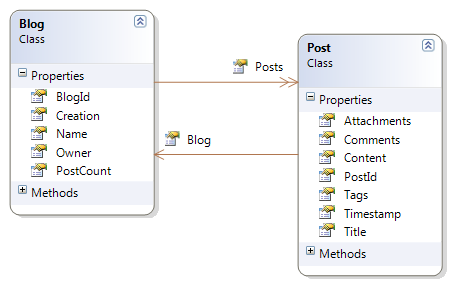 Blog
Class
Properties
BlogId
Creation
Name
Owner
PostCount
Methods
Posts
Blog
Post
Class
Properties
Attachments
Comments
Content
PostId
Tags
Timestamp
Title
Methods